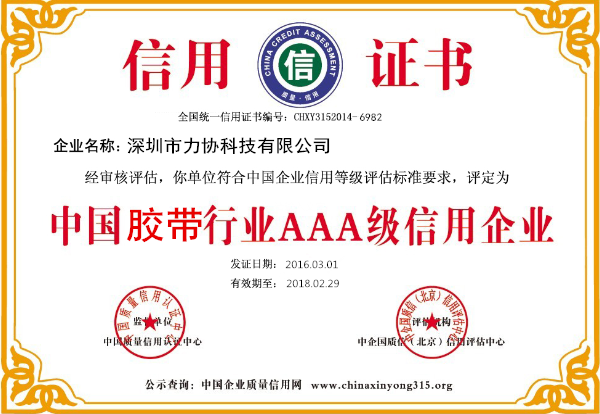 信用 证书
CHINA CREDIT ASSESSMENT
信
质量·信用
全国统一信用证书编号：CHXY3152014-6982
企业名称：深圳市力协科技有限公司
经审核评估，你单位符合中国企业信用等级评估标准要求，评定为
中国胶带行业AAA级信用企业
发证日期：2016.03.01
有效期至：2018.02.29
中国质量信用认证中心
监督单位
中国质量信用认证中心
中企国质信（北京）信用评估中心
评估机构
中企国质信（北京）信用评估中心
公示查询：中国企业质量信用网 www.chinaxinyong315.org